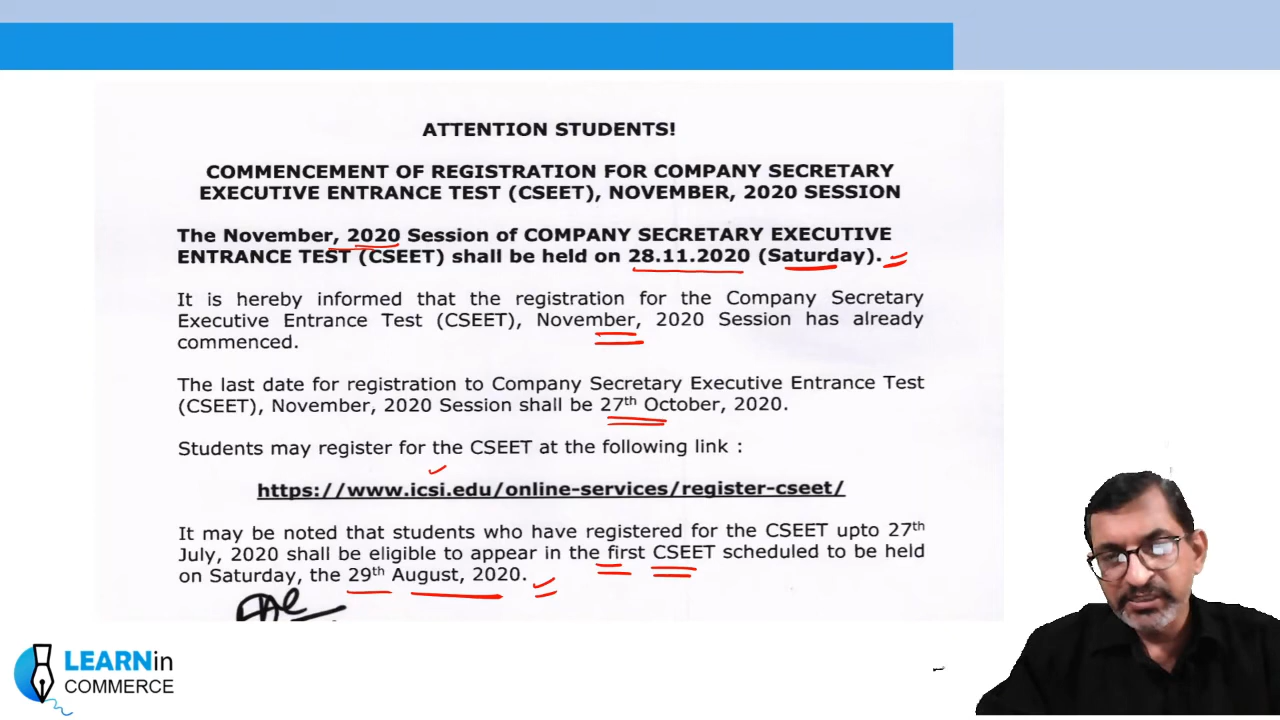 ATTENTION STUDENTS!
COMMENCEMENT OF REGISTRATION FOR COMPANY SECRETARY
EXECUTIVE ENTRANCE TEST (CSEET), NOVEMBER, 2020 SESSION
The November, 2020 Session of COMPANY SECRETARY EXECUTIVE
ENTRANCE TEST (CSEET) shall be held on 28.11.2020 (Saturday).
It is hereby informed that the registration for the Company Secretary
Executive Entrance Test (CSEET), November, 2020 Session has already
commenced.
The last date for registration to Company Secretary Executive Entrance Test
(CSEET), November, 2020 Session shall be 27th October, 2020.
Students may register for the CSEET at the following link :
https://www.icsi.edu/online-services/register-cseet/
It may be noted that students who have registered for the CSEET upto 27th
July, 2020 shall be eligible to appear in the first CSEET scheduled to be held
on Saturday, the 29th August, 2020.
LEARNin
COMMERCE